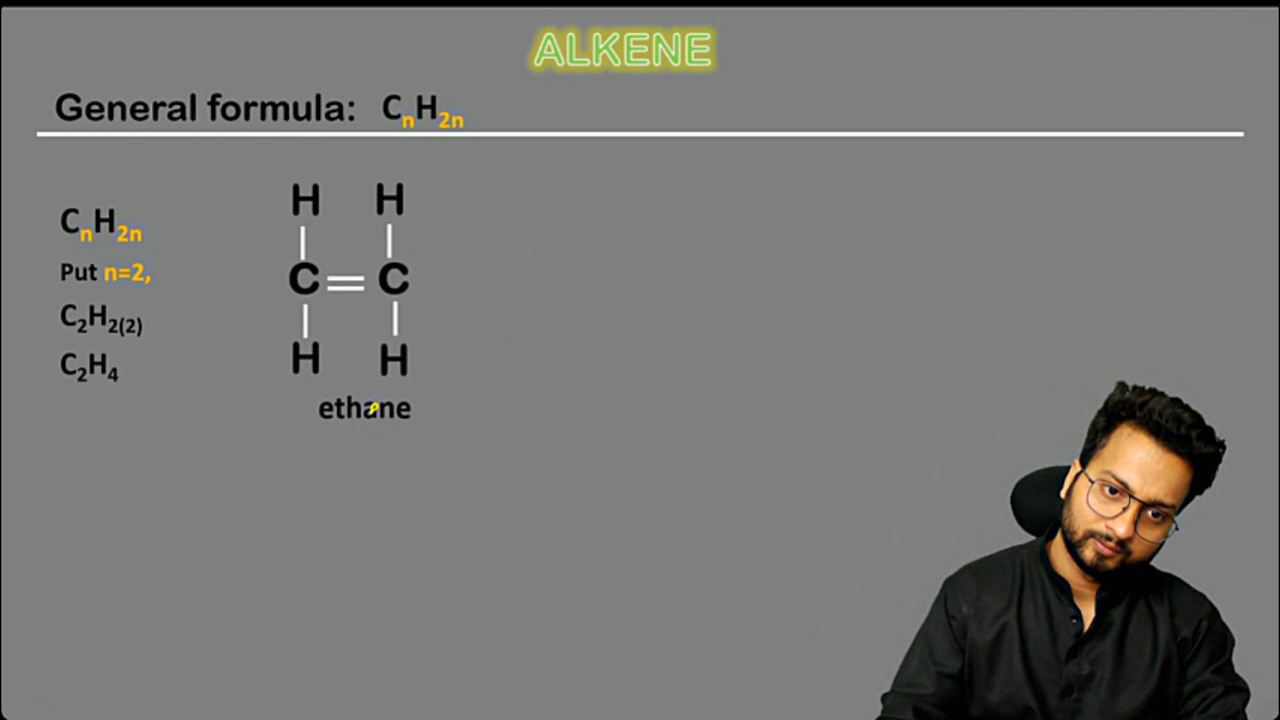 ALKENE
General formula: CₙH₂ₙ
CₙH₂ₙ
Put n=2,
C₂H₂₍₂₎
C₂H₄
H H
C = C
H H
ethane